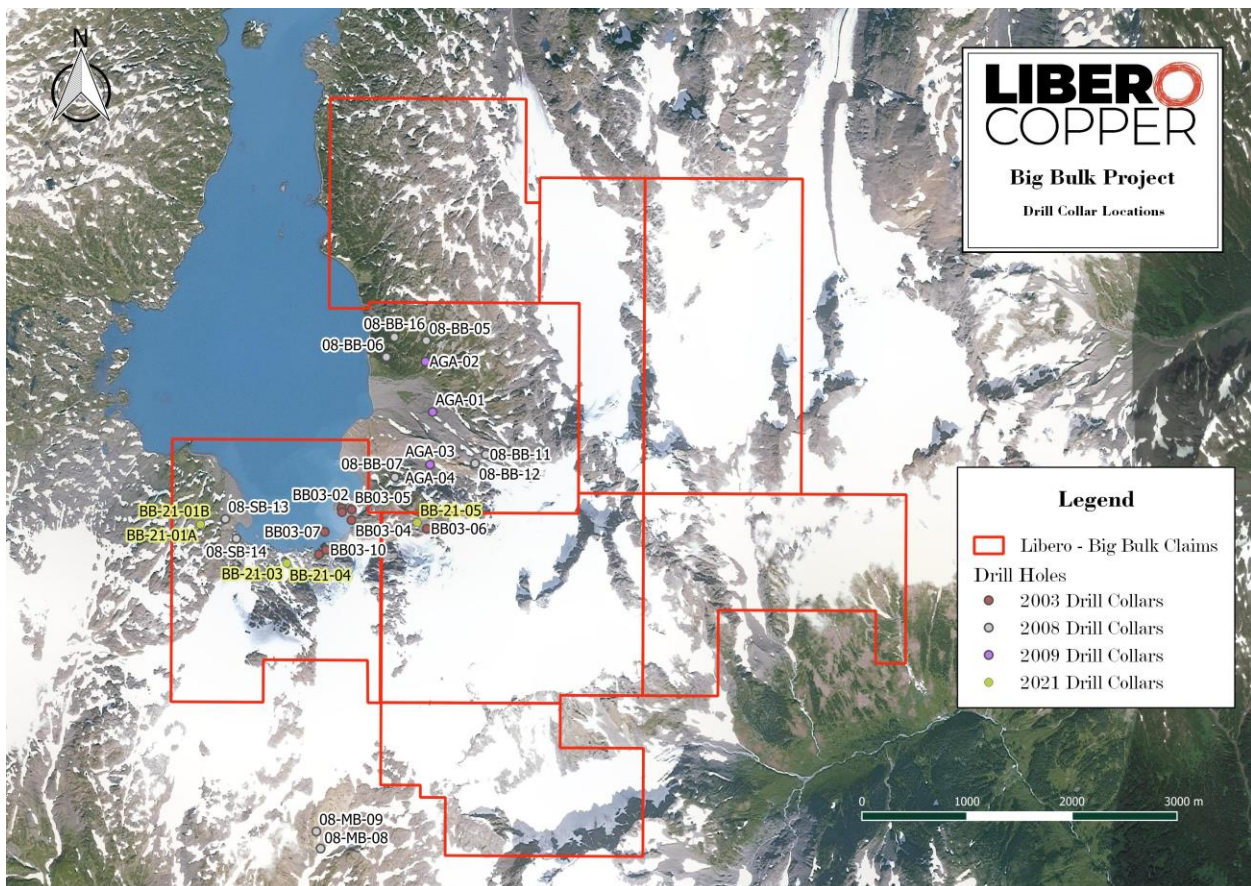 N
LIBERO
COPPER
Big Bulk Project
Drill Collar Locations
08-BB-16
08-BB-05
08-BB-06
AGA-02
AGA-01
AGA-03
08-BB-11
08-BB-07
AGA-04
08-BB-12
BB03-02
BB03-05
BB-21-05
BB-21-01B
08-SB-13
BB-21-01A
BB03-07
BB03-04
BB03-06
08-SB-14
BB03-10
BB-21-03
BB-21-04
Legend
Libero - Big Bulk Claims
Drill Holes
2003 Drill Collars
2008 Drill Collars
2009 Drill Collars
2021 Drill Collars
0 1000 2000 3000 m
08-MB-09
08-MB-08